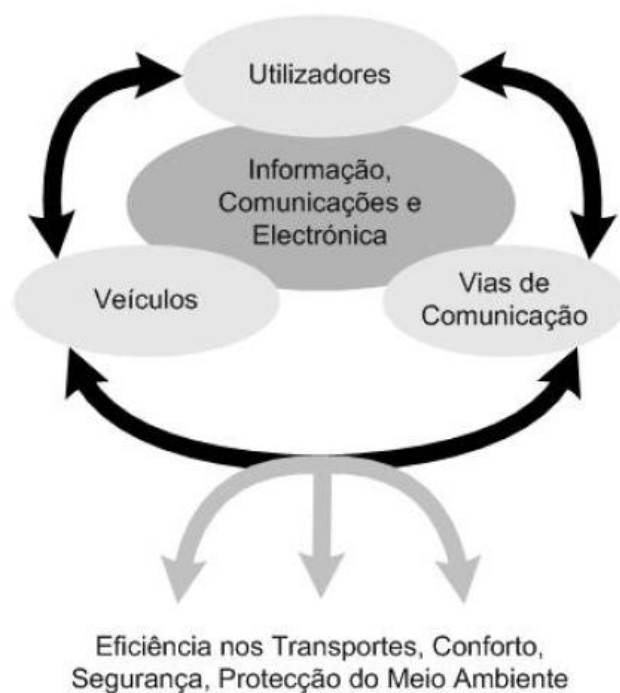 Utilizadores
Informação,
Comunicações e
Electrónica
Veículos
Vias de
Comunicação
Eficiência nos Transportes, Conforto,
Segurança, Protecção do Meio Ambiente